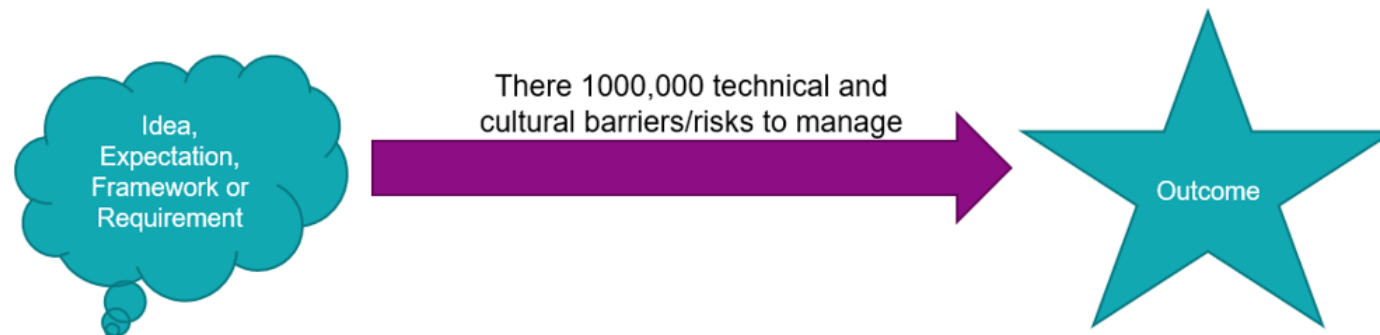 Idea,
Expectation,
Framework or
Requirement
There 1000,000 technical and
cultural barriers/risks to manage
Outcome